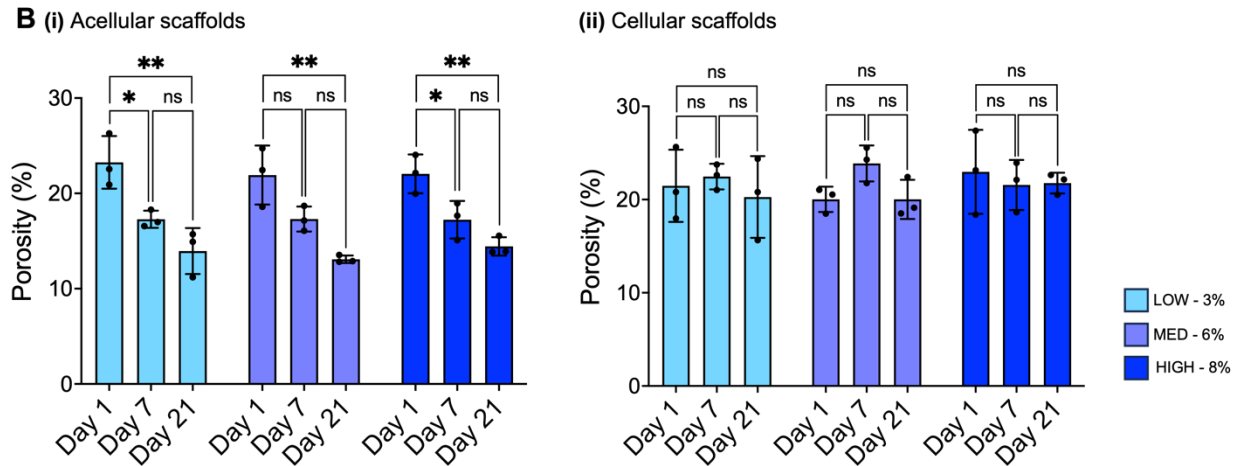 B (i) Acellular scaffolds
(ii) Cellular scaffolds
** ** **
* ns ns ns * ns
Porosity (%)
30
20
10
0
Day 1 Day 7 Day 21 Day 1 Day 7 Day 21 Day 1 Day 7 Day 21
ns ns ns
ns ns ns ns ns ns
Porosity (%)
30
20
10
0
Day 1 Day 7 Day 21 Day 1 Day 7 Day 21 Day 1 Day 7 Day 21
LOW - 3%
MED - 6%
HIGH - 8%